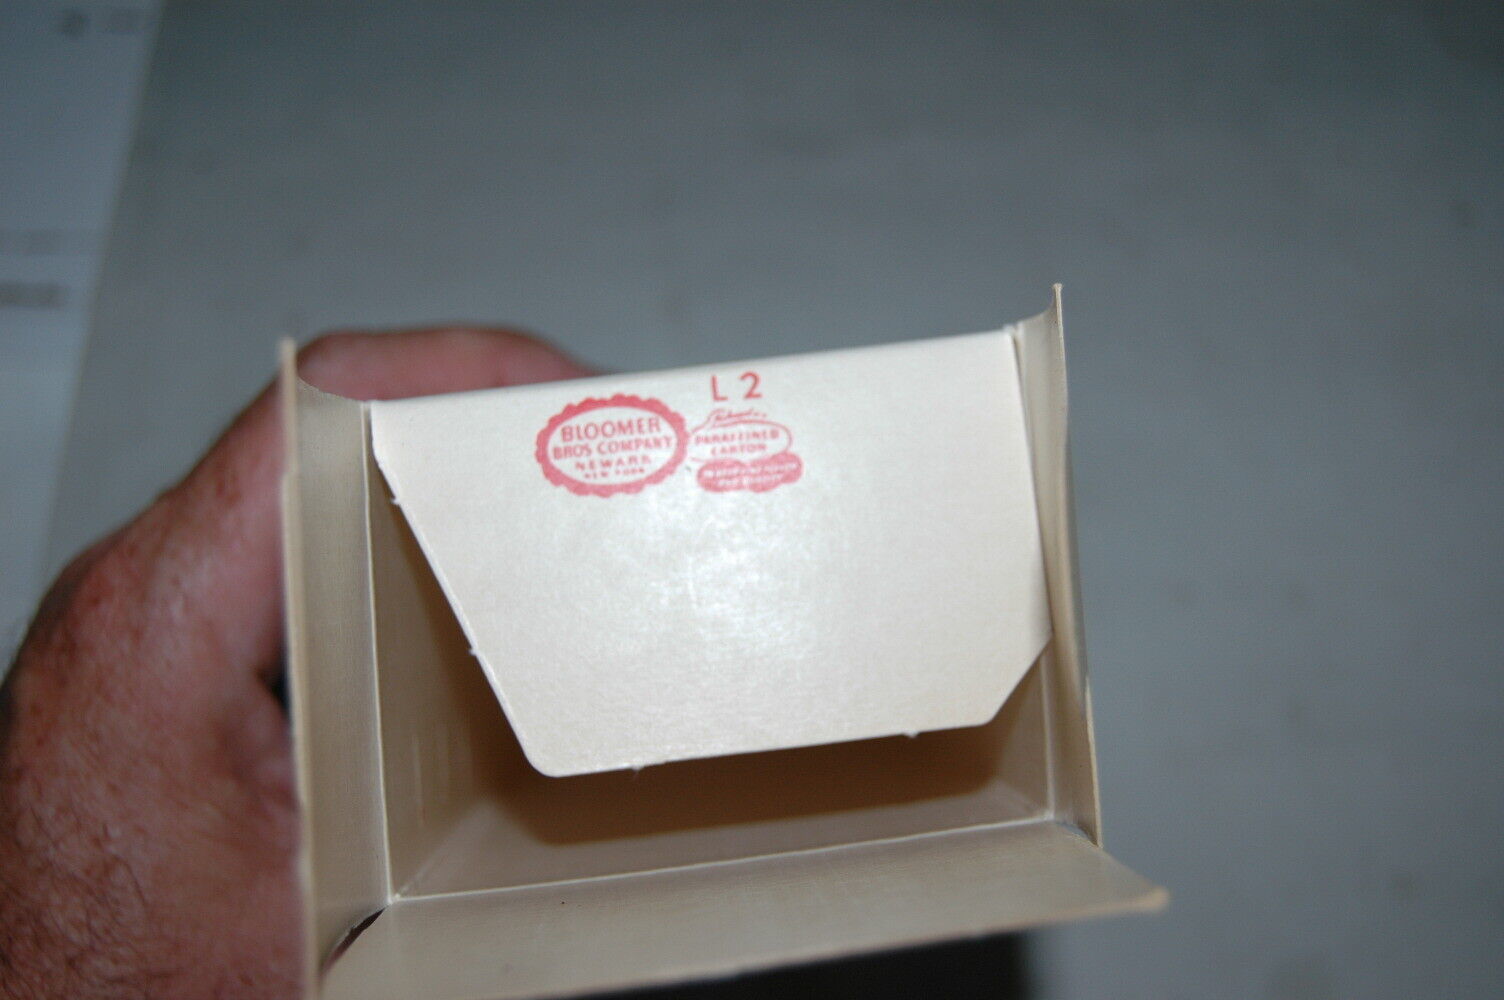 L 2
BLOOMER
BROS COMPANY
NEWARK
NEW YORK
PARAFFINED
CARTON